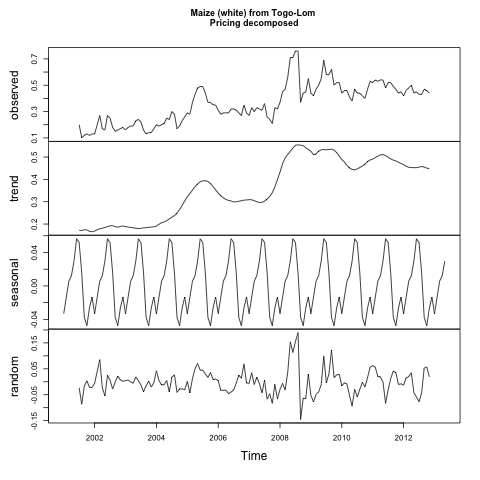 Maize (white) from Togo-Lom
Pricing decomposed
observed
0.7
0.5
0.3
0.1
trend
0.5
0.4
0.3
0.2
seasonal
0.04
0.00
-0.04
random
0.15
0.05
-0.05
-0.15
2002 2004 2006 2008 2010 2012
Time